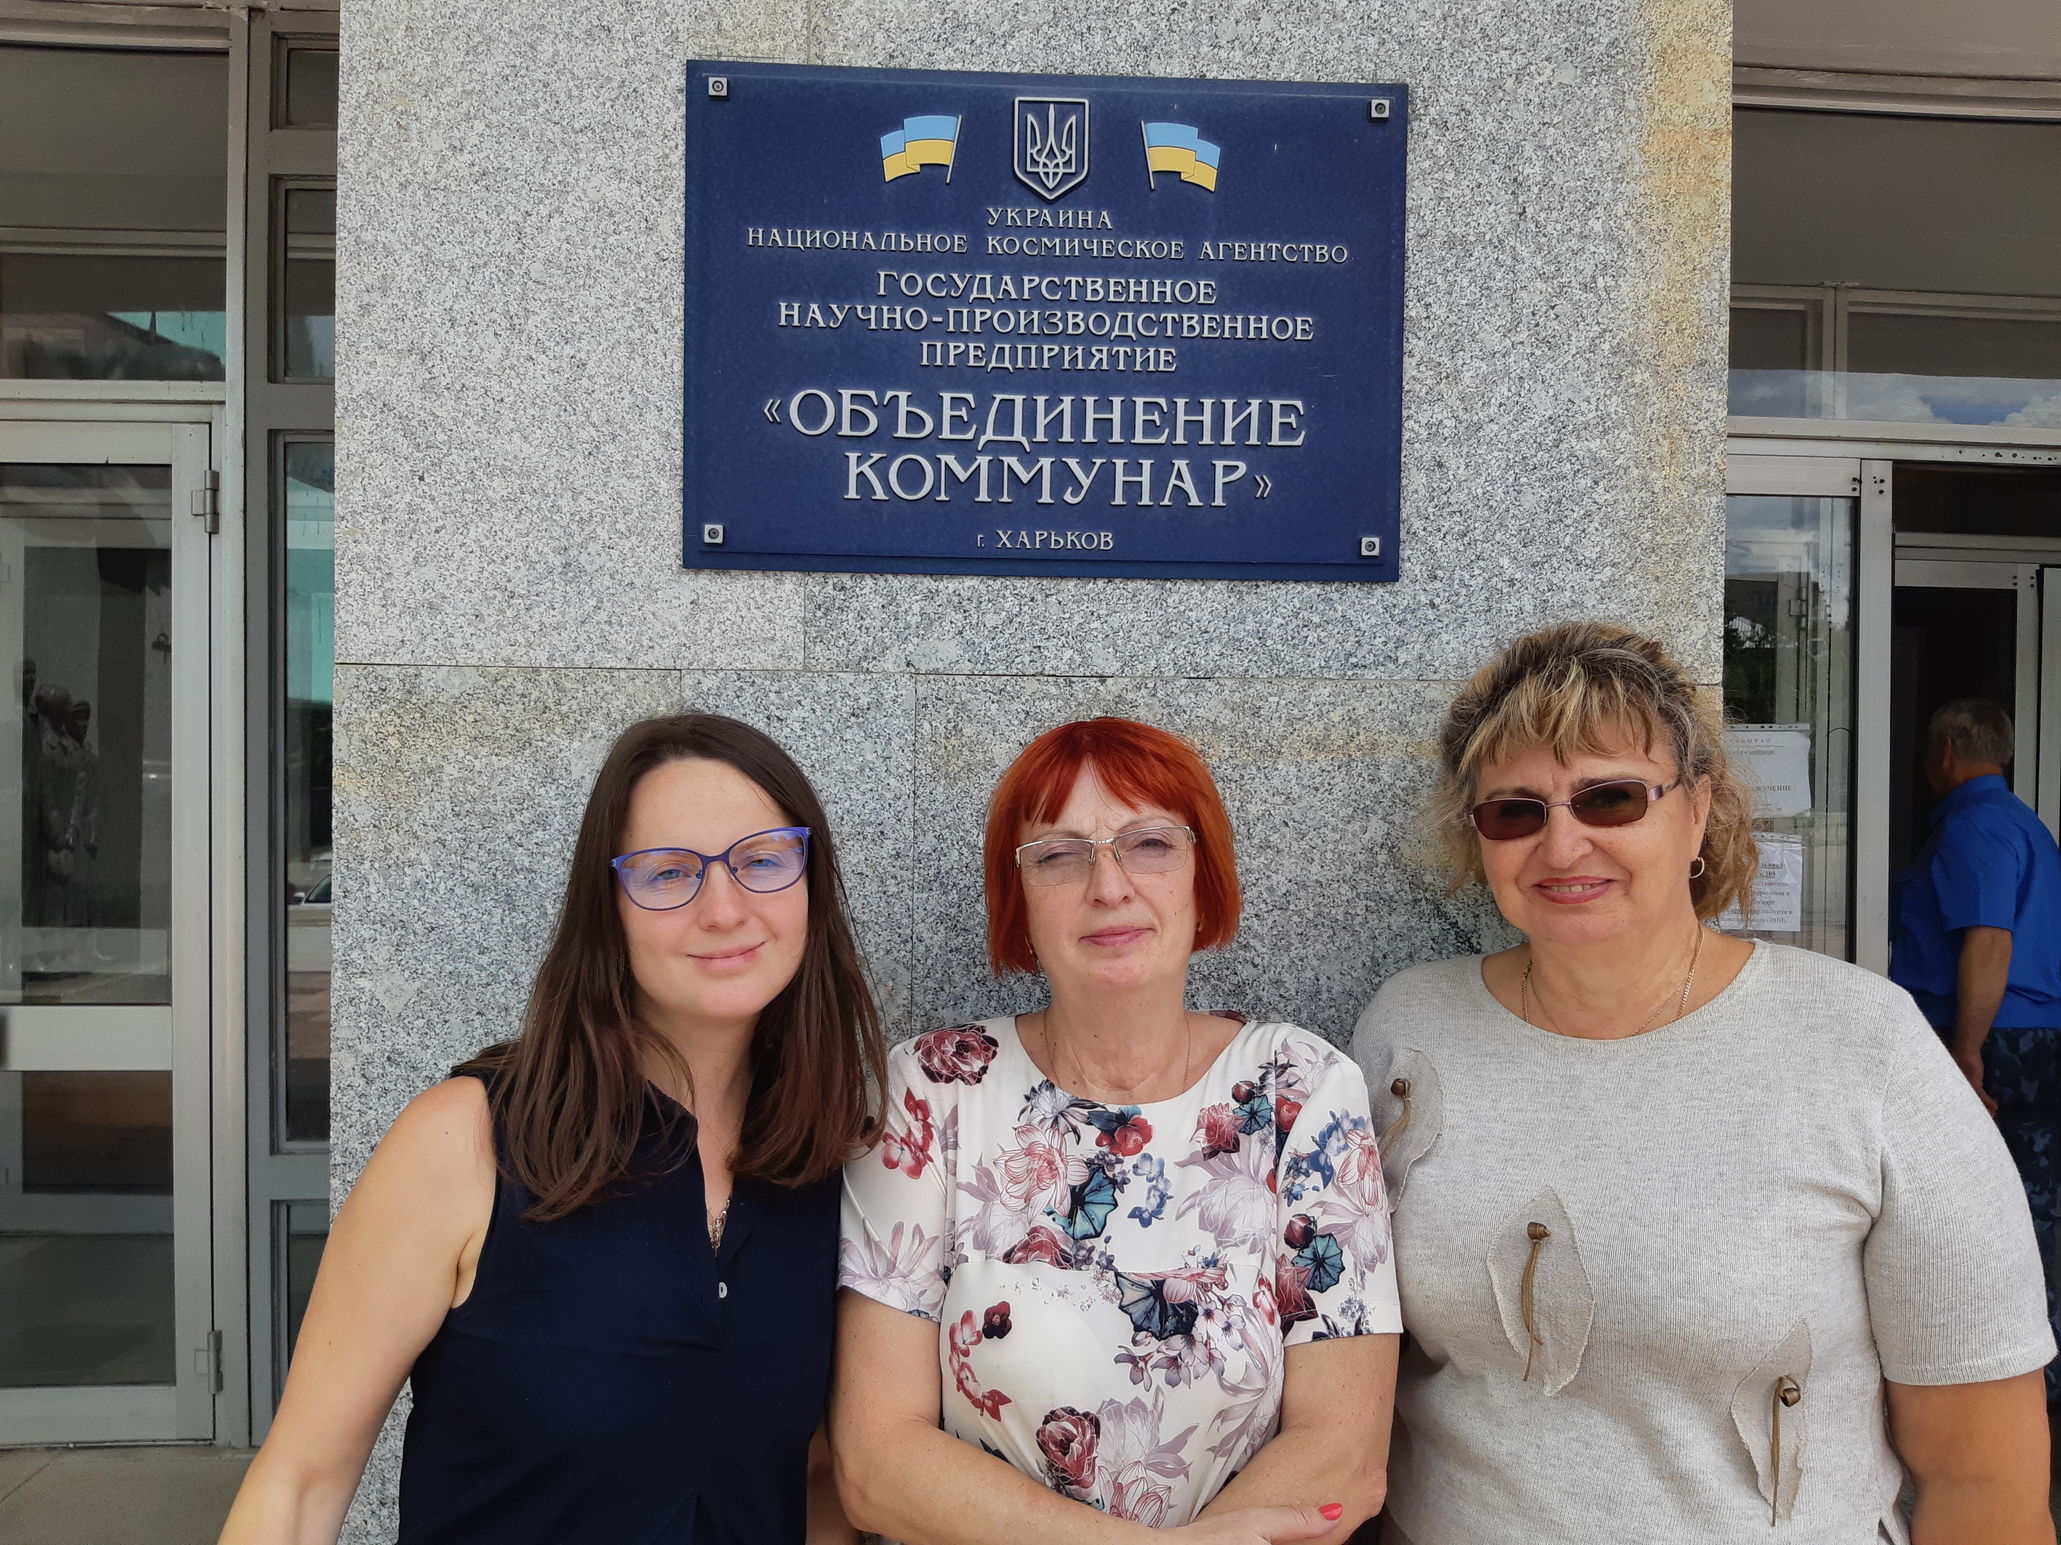 УКРАИНА
НАЦИОНАЛЬНОЕ КОСМИЧЕСКОЕ АГЕНТСТВО
ГОСУДАРСТВЕННОЕ
НАУЧНО-ПРОИЗВОДСТВЕННОЕ
ПРЕДПРИЯТИЕ
«ОБЪЕДИНЕНИЕ
КОММУНАР»
г. ХАРЬКОВ